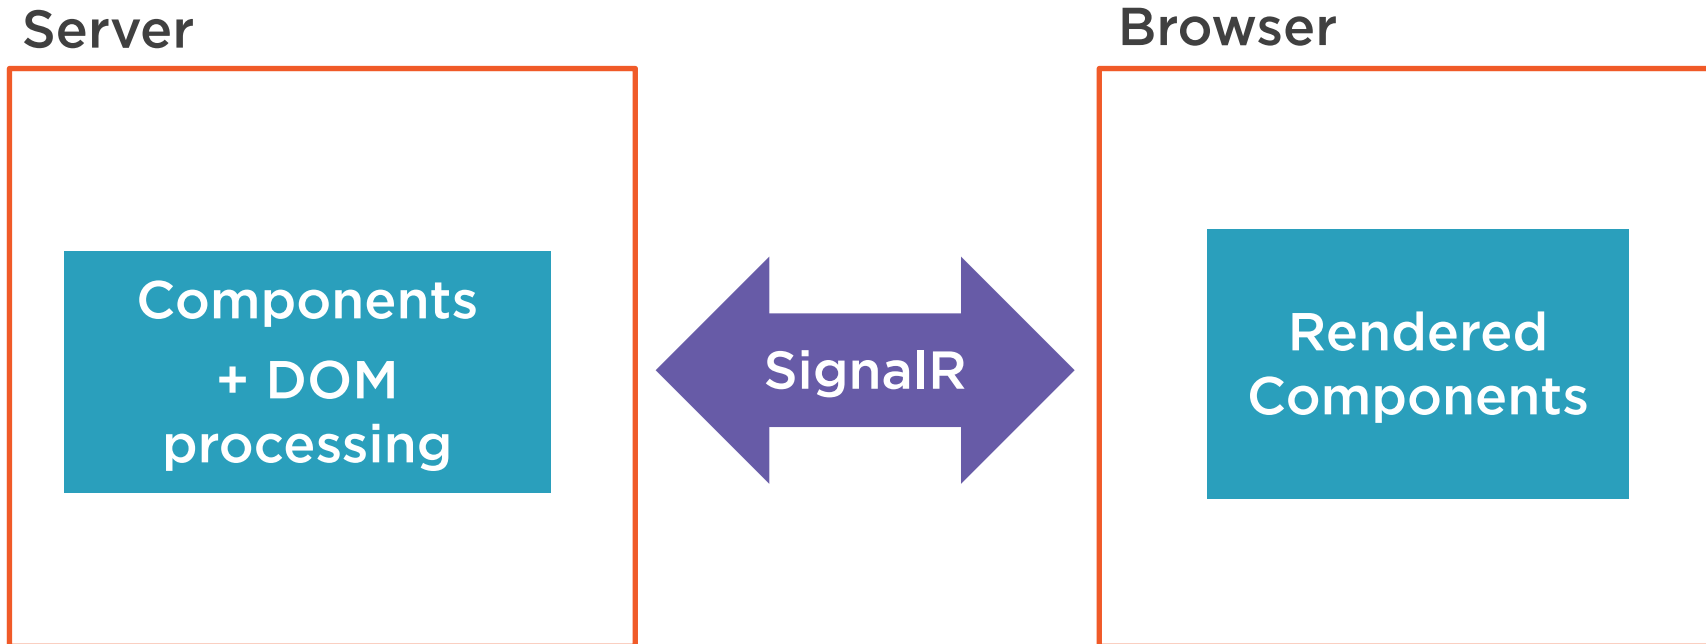 Server
Browser
Components
+ DOM
processing
SignalR
Rendered
Components